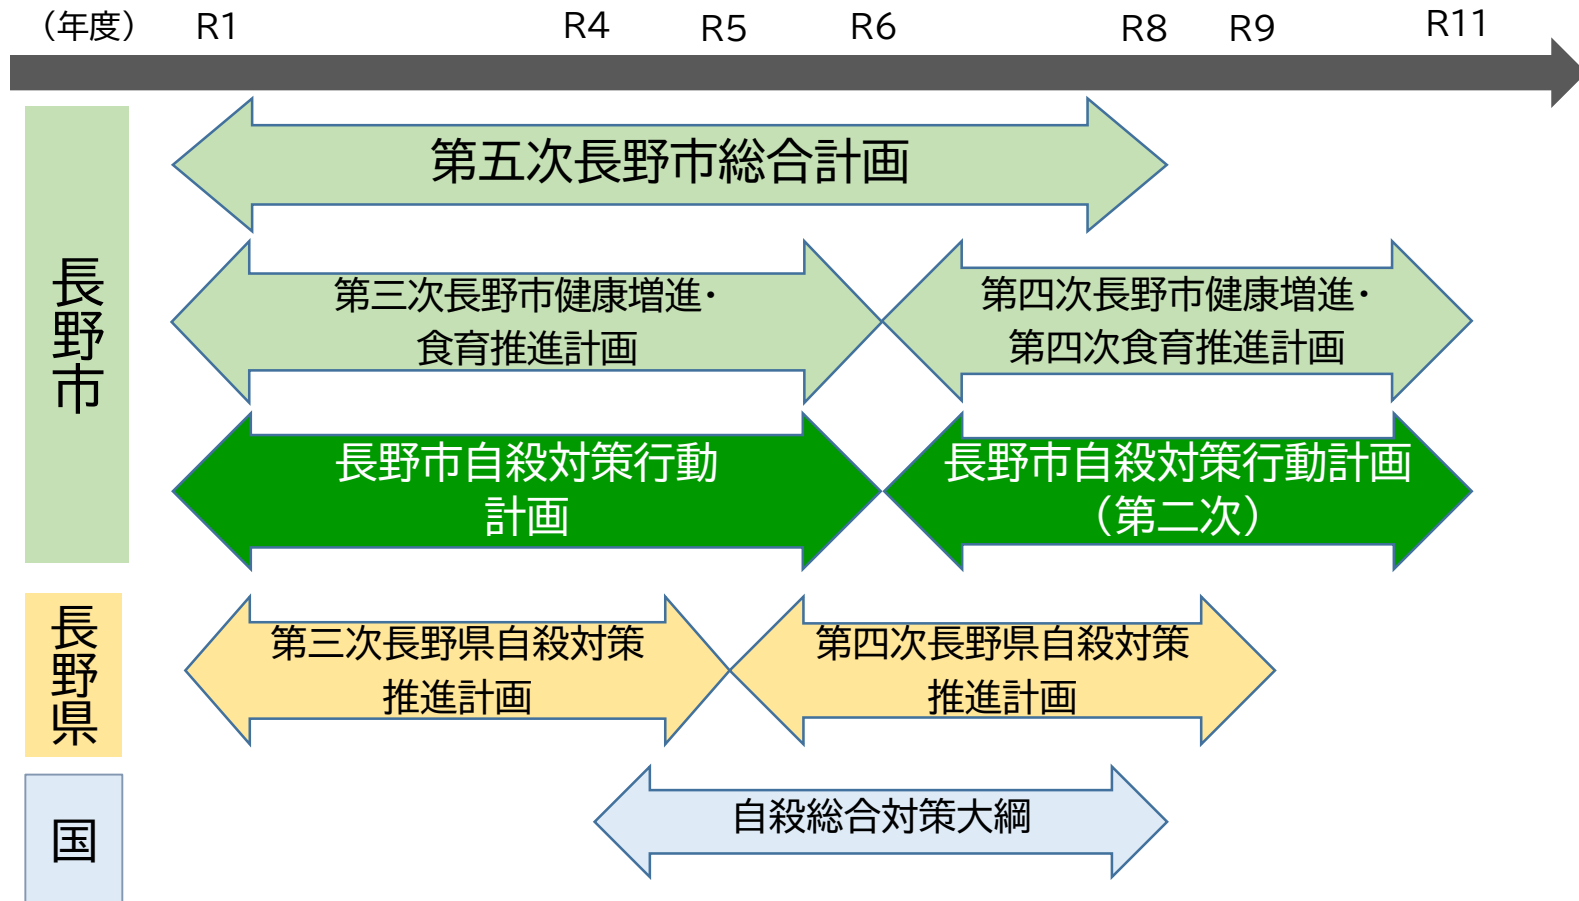 （年度） R1 R4 R5 R6 R8 R9 R11
長野市
第五次長野市総合計画
第三次長野市健康増進・
食育推進計画
第四次長野市健康増進・
第四次食育推進計画
長野市自殺対策行動
計画
長野市自殺対策行動計画
（第二次）
長野県
第三次長野県自殺対策
推進計画
第四次長野県自殺対策
推進計画
国
自殺総合対策大綱